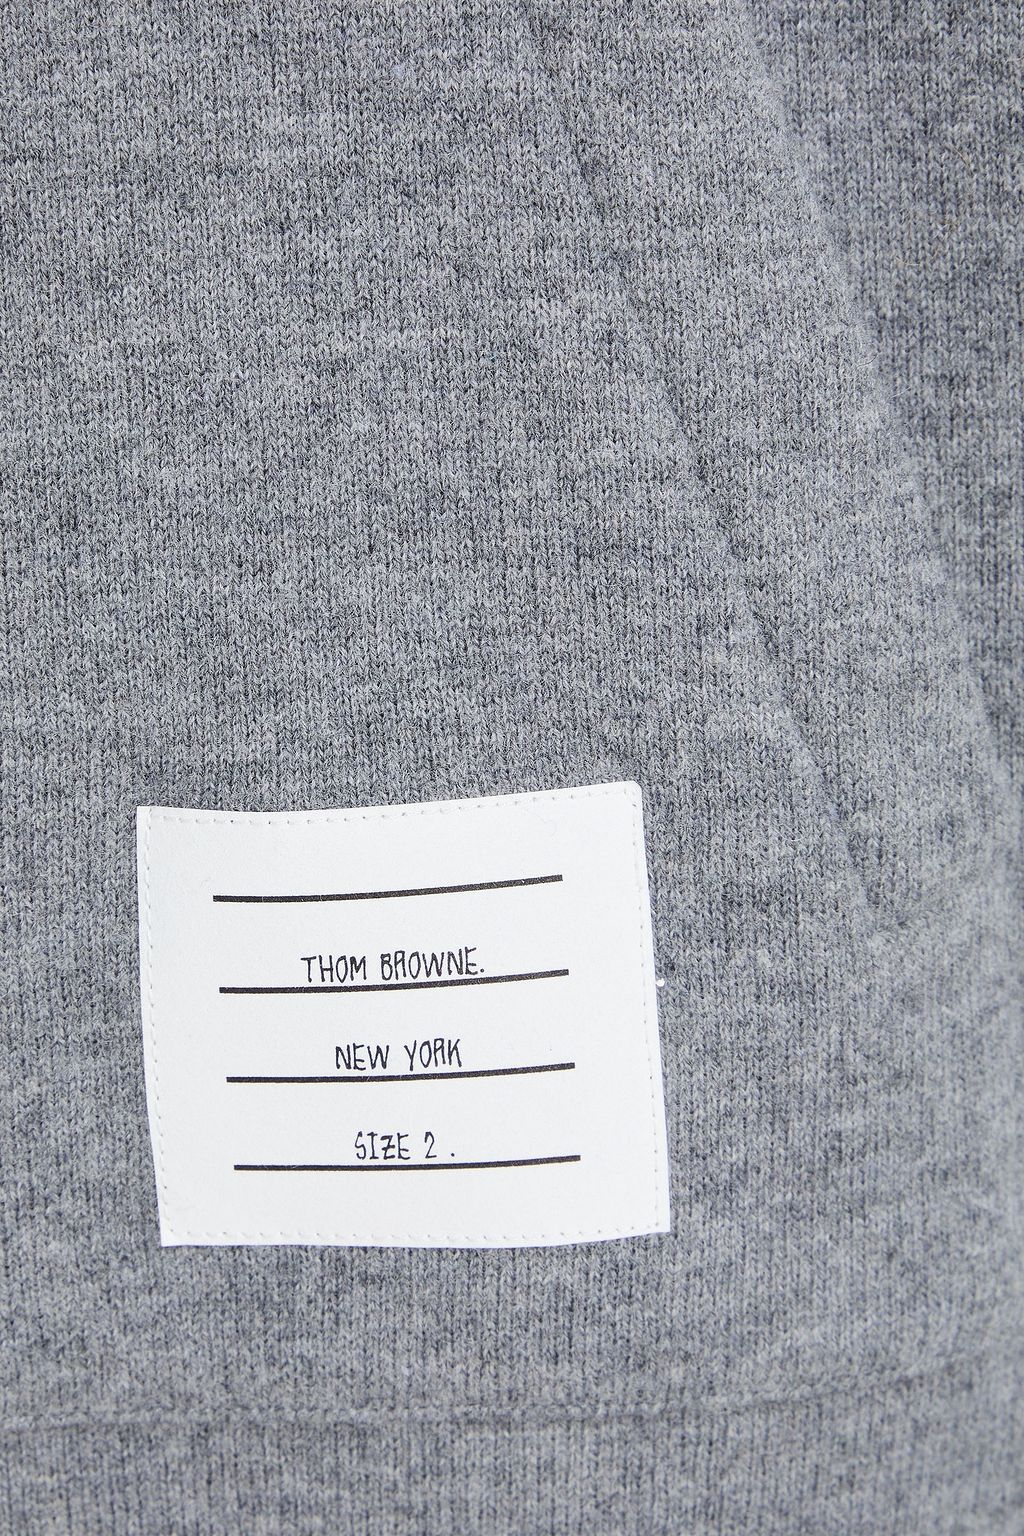 THOM BROWNE.
NEW YORK
SIZE 2 .